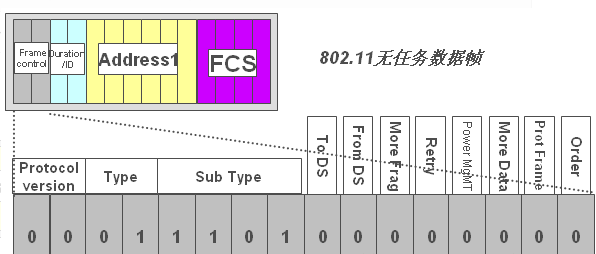 Frame control
Duration /ID
Address1
FCS
802.11无任务数据帧
Protocol version
Type
Sub Type
To DS
From DS
More Frag
Retry
Power MgMT
More Data
Prot Frame
Order
0 0 0 1 1 1 0 1 0 0 0 0 0 0 0 0